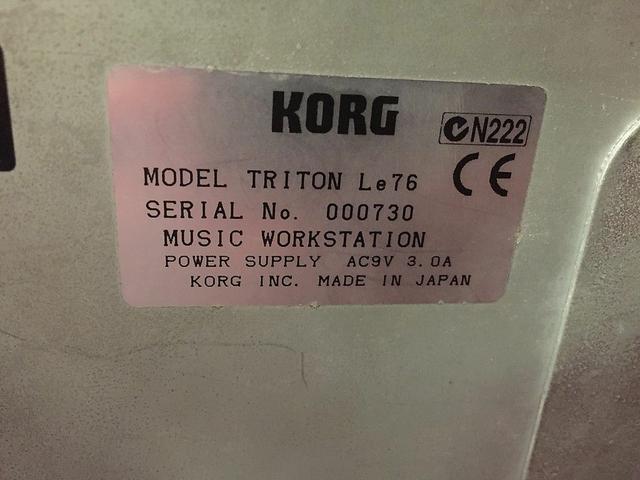 KORG
N222
MODEL TRITON Le76
CE
SERIAL No. 000730
MUSIC WORKSTATION
POWER SUPPLY AC9V 3.0A
KORG INC. MADE IN JAPAN